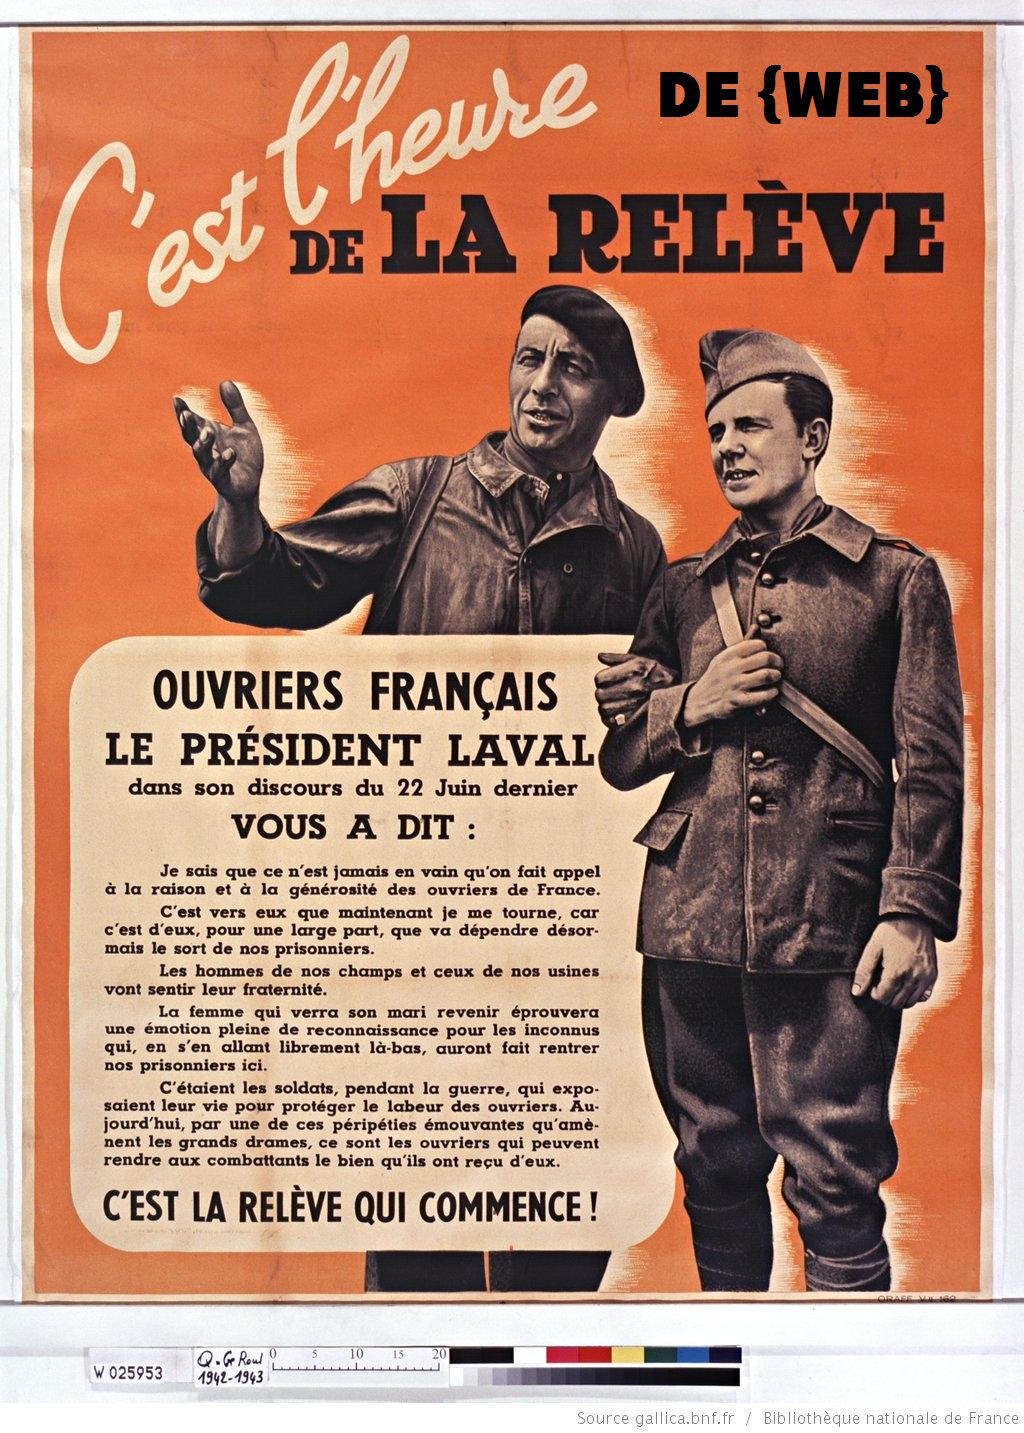 C'est l'heure
DE {WEB}
DE LA RELÈVE
OUVRIERS FRANÇAIS
LE PRÉSIDENT LAVAL
dans son discours du 22 Juin dernier
VOUS A DIT :
Je sais que ce n'est jamais en vain qu'on fait appel
à la raison et à la générosité des ouvriers de France.
C'est vers eux que maintenant je me tourne, car
c'est d'eux, pour une large part, que va dépendre désor-
mais le sort de nos prisonniers.
Les hommes de nos champs et ceux de nos usines
vont sentir leur fraternité.
La femme qui verra son mari revenir éprouvera
une émotion pleine de reconnaissance pour les inconnus
qui, en s'en allant librement là-bas, auront fait rentrer
nos prisonniers ici.
C'étaient les soldats, pendant la guerre, qui expo-
saient leur vie pour protéger le labeur des ouvriers. Au-
jourd'hui, par une de ces péripéties émouvantes qu'amè-
nent les grands drames, ce sont les ouvriers qui peuvent
rendre aux combattants le bien qu'ils ont reçu d'eux.
C'EST LA RELÈVE QUI COMMENCE !
W 025953
Q. Gr Roul
1942-1943
0 5 10 15 20
Source gallica.bnf.fr / Bibliothèque nationale de France